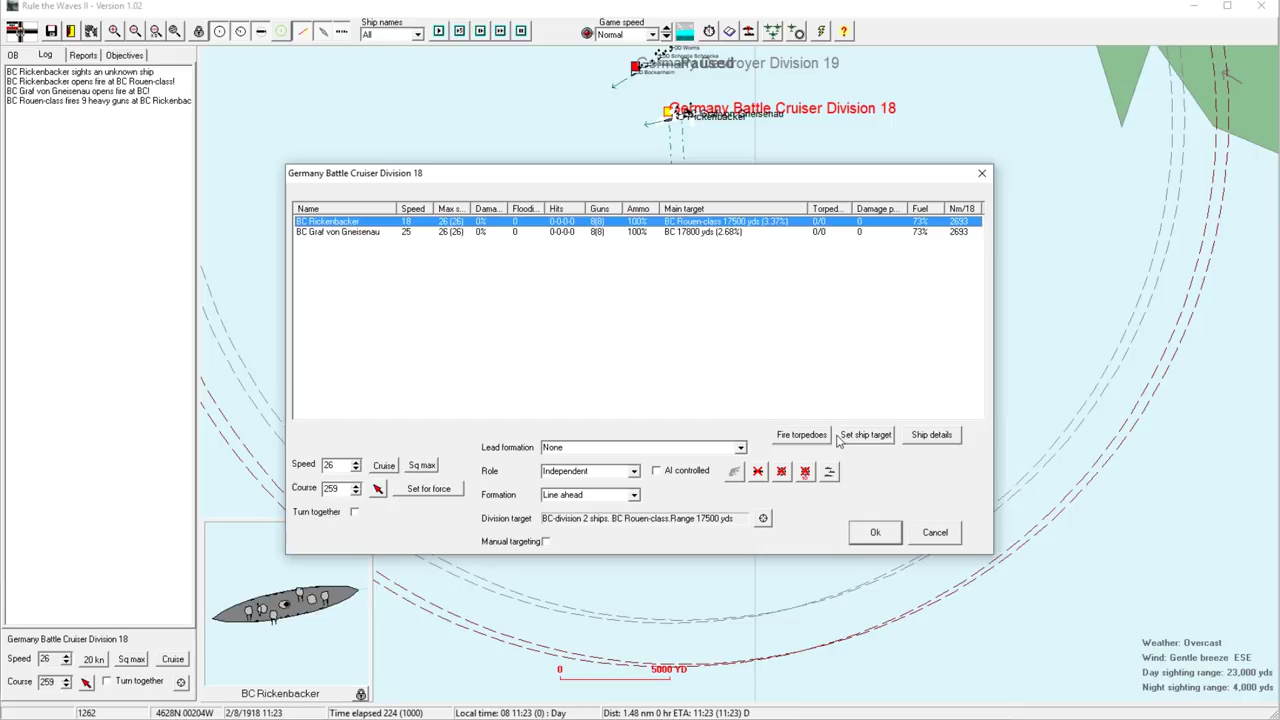 Rule the Waves II - Version 1.02
Ship names
All
Game speed
Normal
OB Log Reports Objectives
BC Rickenbacker sights an unknown ship
BC Rickenbacker opens fire at BC Rouen-class!
BC Graf von Gneisenau opens fire at BC!
BC Rouen-class fires 9 heavy guns at BC Rickenbac
DD Worms
Germany Destroyer Division 19
Paused
DD Bockenheim
Germany Battle Cruiser Division 18
Graf von Gneisenau
Rickenbacker
Germany Battle Cruiser Division 18
Name Speed Max s... Dama... Floodi... Hits Guns Ammo Main target Torped... Damage p... Fuel Nm/18
BC Rickenbacker 18 26 (26) 0% 0 0-0-0-0 8(8) 100% BC Rouen-class 17500 yds (3.37%) 0/0 0 73% 2693
BC Graf von Gneisenau 25 26 (26) 0% 0 0-0-0-0 8(8) 100% BC 17800 yds (2.68%) 0/0 0 73% 2693
Fire torpedoes Set ship target Ship details
Lead formation None
Speed 26 Cruise Sq max
Role Independent AI controlled
Course 259 Set for force
Formation Line ahead
Turn together
Division target BC-division 2 ships. BC Rouen-class.Range 17500 yds
Manual targeting
Ok Cancel
Germany Battle Cruiser Division 18
Speed 26 20 kn Sq max Cruise
Course 259 Turn together
BC Rickenbacker
0 5000 YD
Weather: Overcast
Wind: Gentle breeze ESE
Day sighting range: 23,000 yds
Night sighting range: 4,000 yds
1262 4628N 00204W 2/8/1918 11:23 Time elapsed 224 (1000) Local time: 08 11:23 (0) : Day Dist: 1.48 nm 0 hr ETA: 11:23 (11:23) D